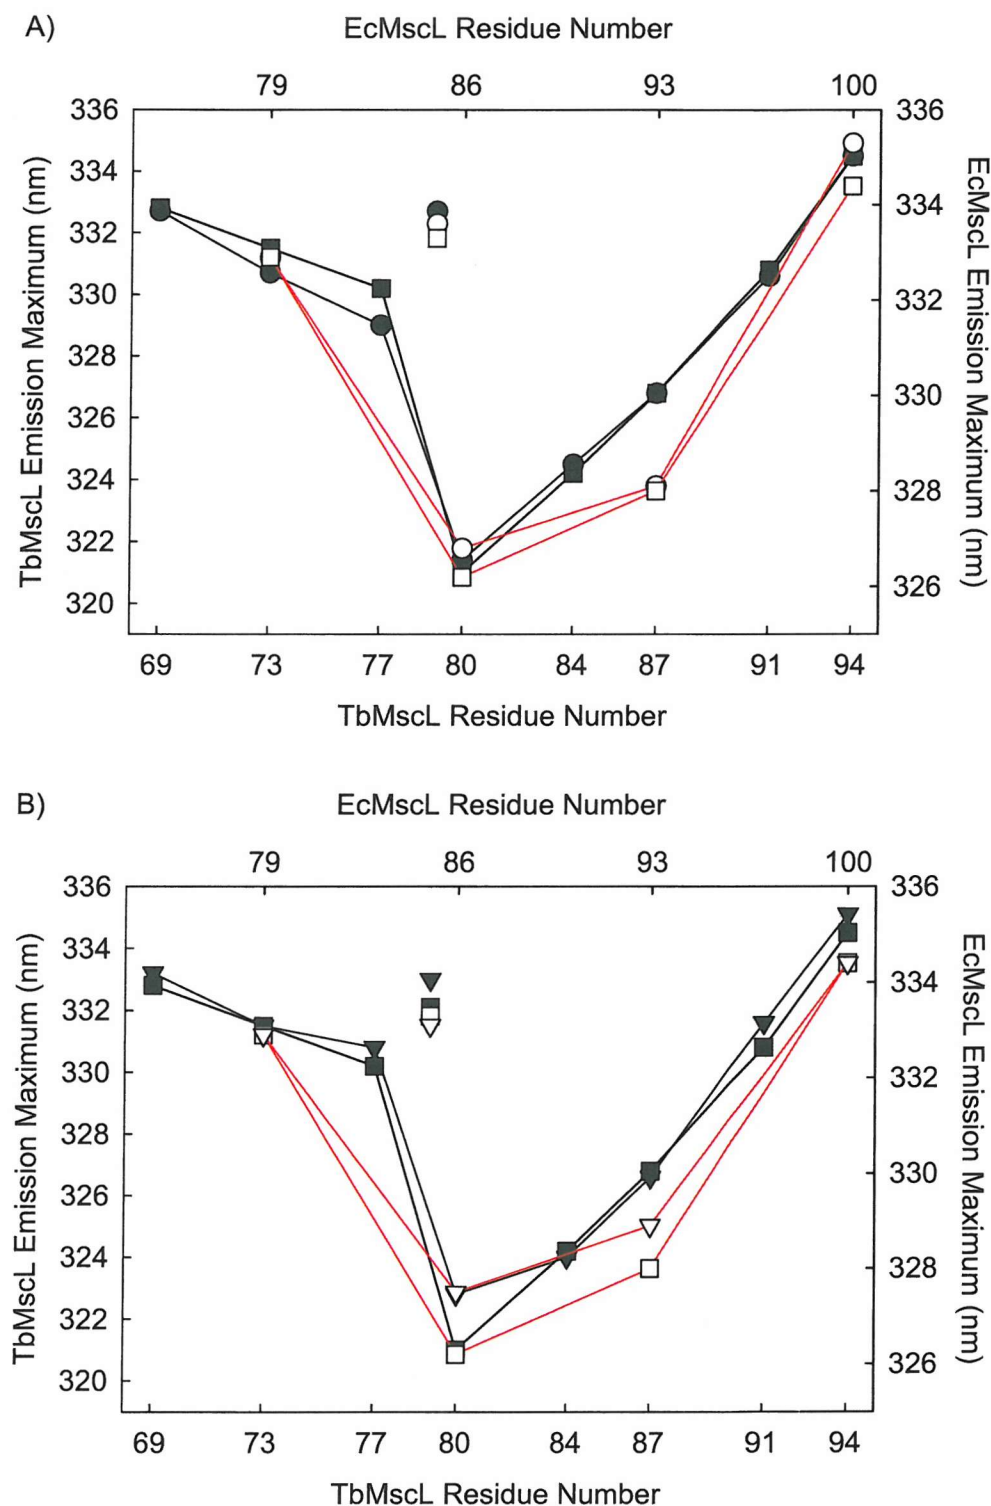 A)
EcMscL Residue Number
79 86 93 100
TbMscL Emission Maximum (nm)
336
334
332
330
328
326
324
322
320
336
334
332
330
328
326
EcMscL Emission Maximum (nm)
69 73 77 80 84 87 91 94
TbMscL Residue Number
B)
EcMscL Residue Number
79 86 93 100
TbMscL Emission Maximum (nm)
336
334
332
330
328
326
324
322
320
336
334
332
330
328
326
EcMscL Emission Maximum (nm)
69 73 77 80 84 87 91 94
TbMscL Residue Number